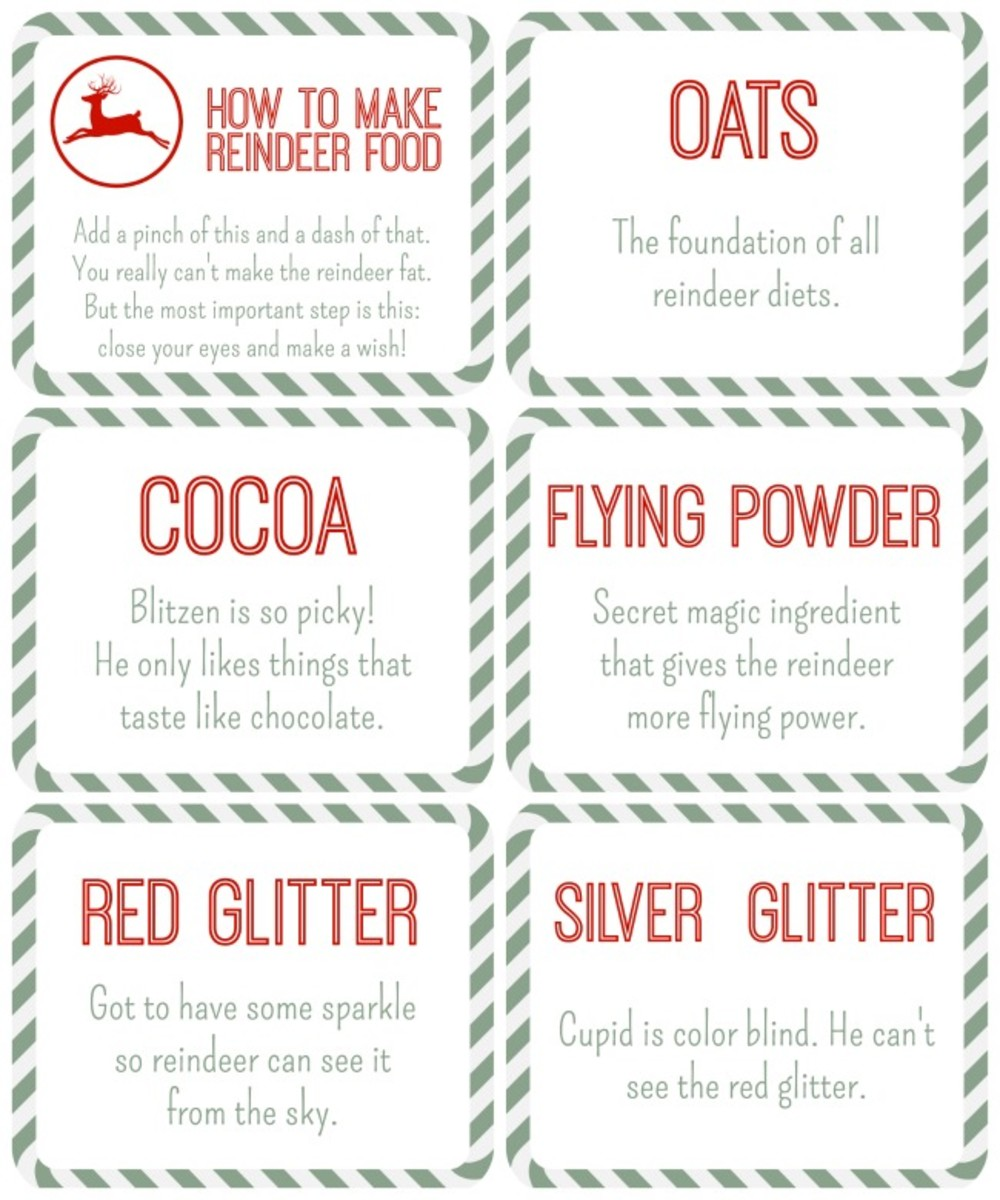 HOW TO MAKE
REINDEER FOOD
Add a pinch of this and a dash of that.
You really can't make the reindeer fat.
But the most important step is this:
close your eyes and make a wish!
OATS
The foundation of all
reindeer diets.
COCOA
Blitzen is so picky!
He only likes things that
taste like chocolate.
FLYING POWDER
Secret magic ingredient
that gives the reindeer
more flying power.
RED GLITTER
Got to have some sparkle
so reindeer can see it
from the sky.
SILVER GLITTER
Cupid is color blind. He can't
see the red glitter.